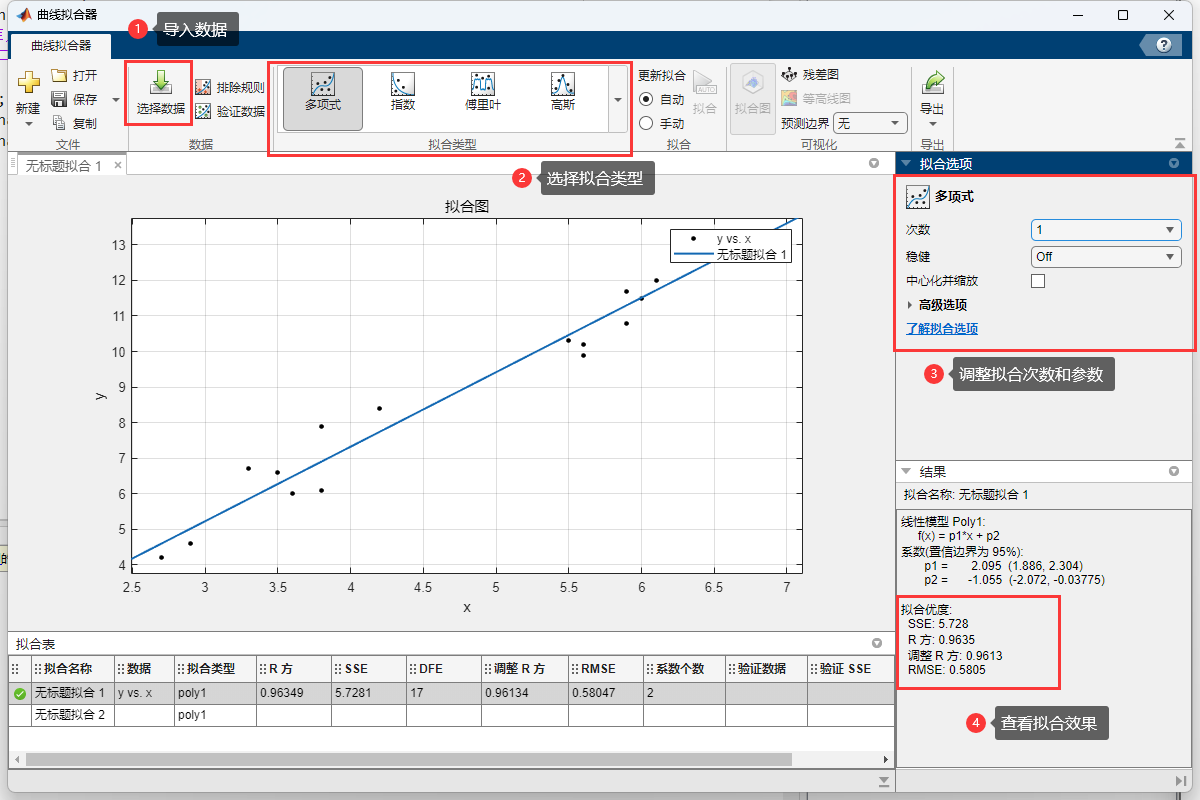 曲线拟合器
1 导入数据
曲线拟合器
?
新建
打开
保存
复制
文件
选择数据
排除规则
验证数据
数据
多项式
指数
傅里叶
高斯
拟合类型
更新拟合
自动
手动
AUTO
拟合
拟合
拟合图
残差图
等高线图
预测边界 无
可视化
导出
导出
无标题拟合 1 ×
2 选择拟合类型
拟合图
y vs. x
无标题拟合 1
13
12
11
10
9
8
7
6
5
4
y
2.5 3 3.5 4 4.5 5 5.5 6 6.5 7
x
拟合选项
多项式
次数 1
稳健 Off
中心化并缩放
高级选项
了解拟合选项
3 调整拟合次数和参数
结果
拟合名称: 无标题拟合 1
线性模型 Poly1:
f(x) = p1*x + p2
系数(置信边界为 95%):
p1 = 2.095 (1.886, 2.304)
p2 = -1.055 (-2.072, -0.03775)
拟合优度:
SSE: 5.728
R 方: 0.9635
调整 R 方: 0.9613
RMSE: 0.5805
4 查看拟合效果
拟合表
拟合名称 数据 拟合类型 R 方 SSE DFE 调整 R 方 RMSE 系数个数 验证数据 验证 SSE
无标题拟合 1 y vs. x poly1 0.96349 5.7281 17 0.96134 0.58047 2
无标题拟合 2 poly1